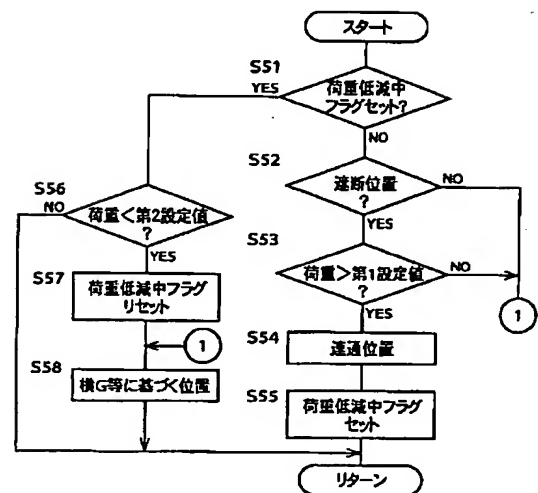 スタート
S51
荷重低減中
フラグセット?
YES
NO
S52
遮断位置
?
NO
YES
S53
荷重>第1設定値
?
NO
YES
1
S54
連通位置
S55
荷重低減中フラグ
セット
S56
NO
荷重<第2設定値
?
YES
S57
荷重低減中フラグ
リセット
1
S58
横G等に基づく位置
リターン